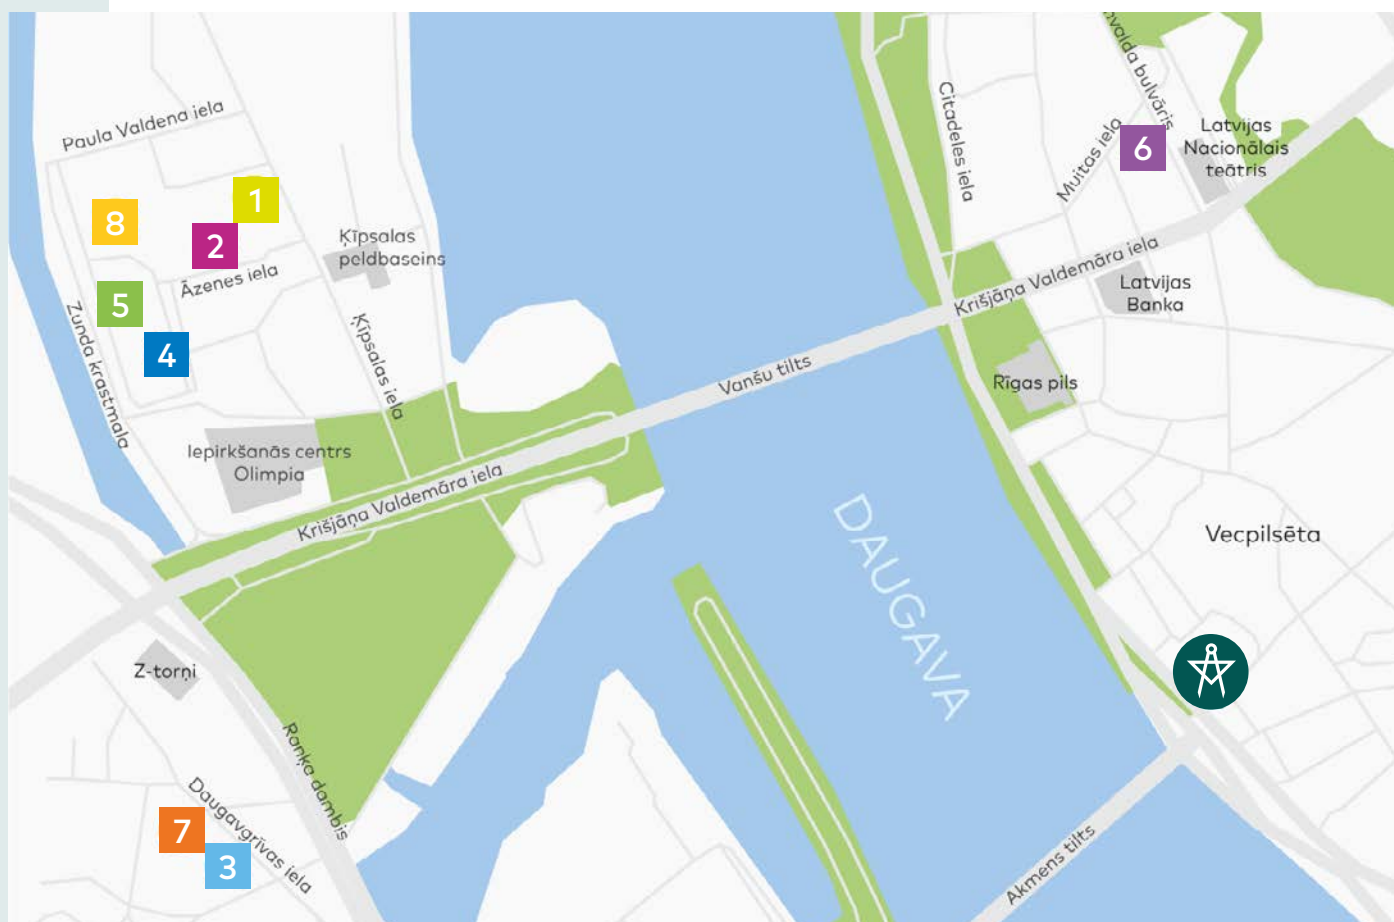 Paula Valdena iela
8
1
2
5
4
Āzenes iela
Zunda krastmala
Ķīpsalas
peldbaseins
Ķīpsalas iela
Iepirkšanās centrs
Olimpia
Krišjāņa Valdemāra iela
Vanšu tilts
Citadeles iela
Muitas iela
bulvāris
6
Latvijas
Nacionālais
teātris
Krišjāņa Valdemāra iela
Latvijas
Banka
Rīgas pils
DAUGAVA
Vecpilsēta
Z-torņi
Raņķa dambis
Daugavgrīvas iela
7
3
Akmens tilts